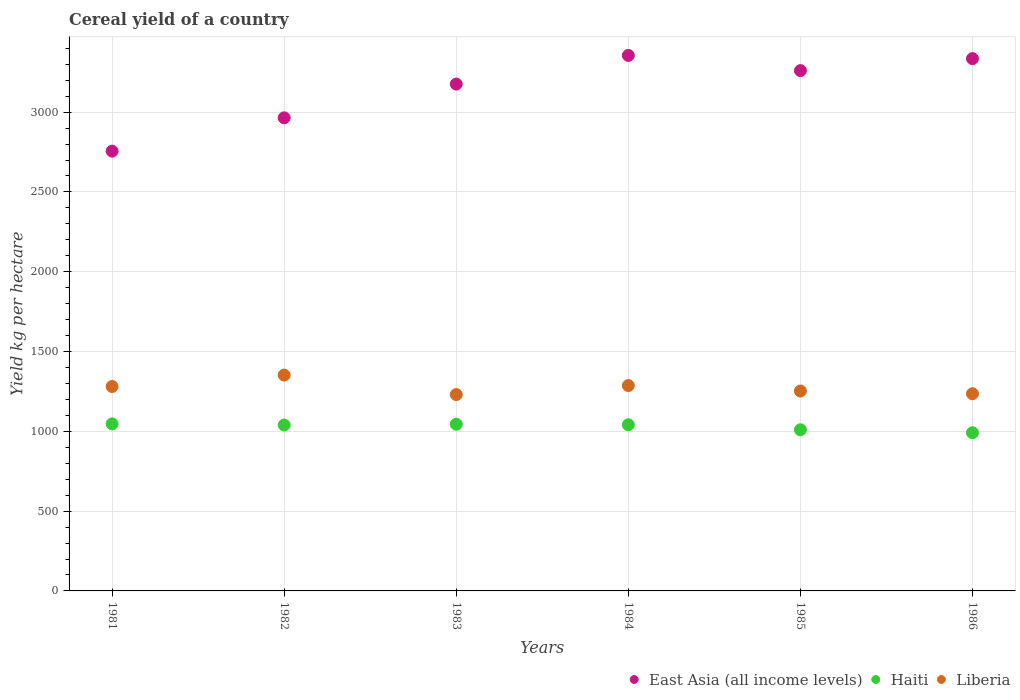 Cereal yield of a country
Yield kg per hectare
3000
2500
2000
1500
1000
500
0
1981
1982
1983
1984
1985
1986
Years
East Asia (all income levels)
Haiti
Liberia